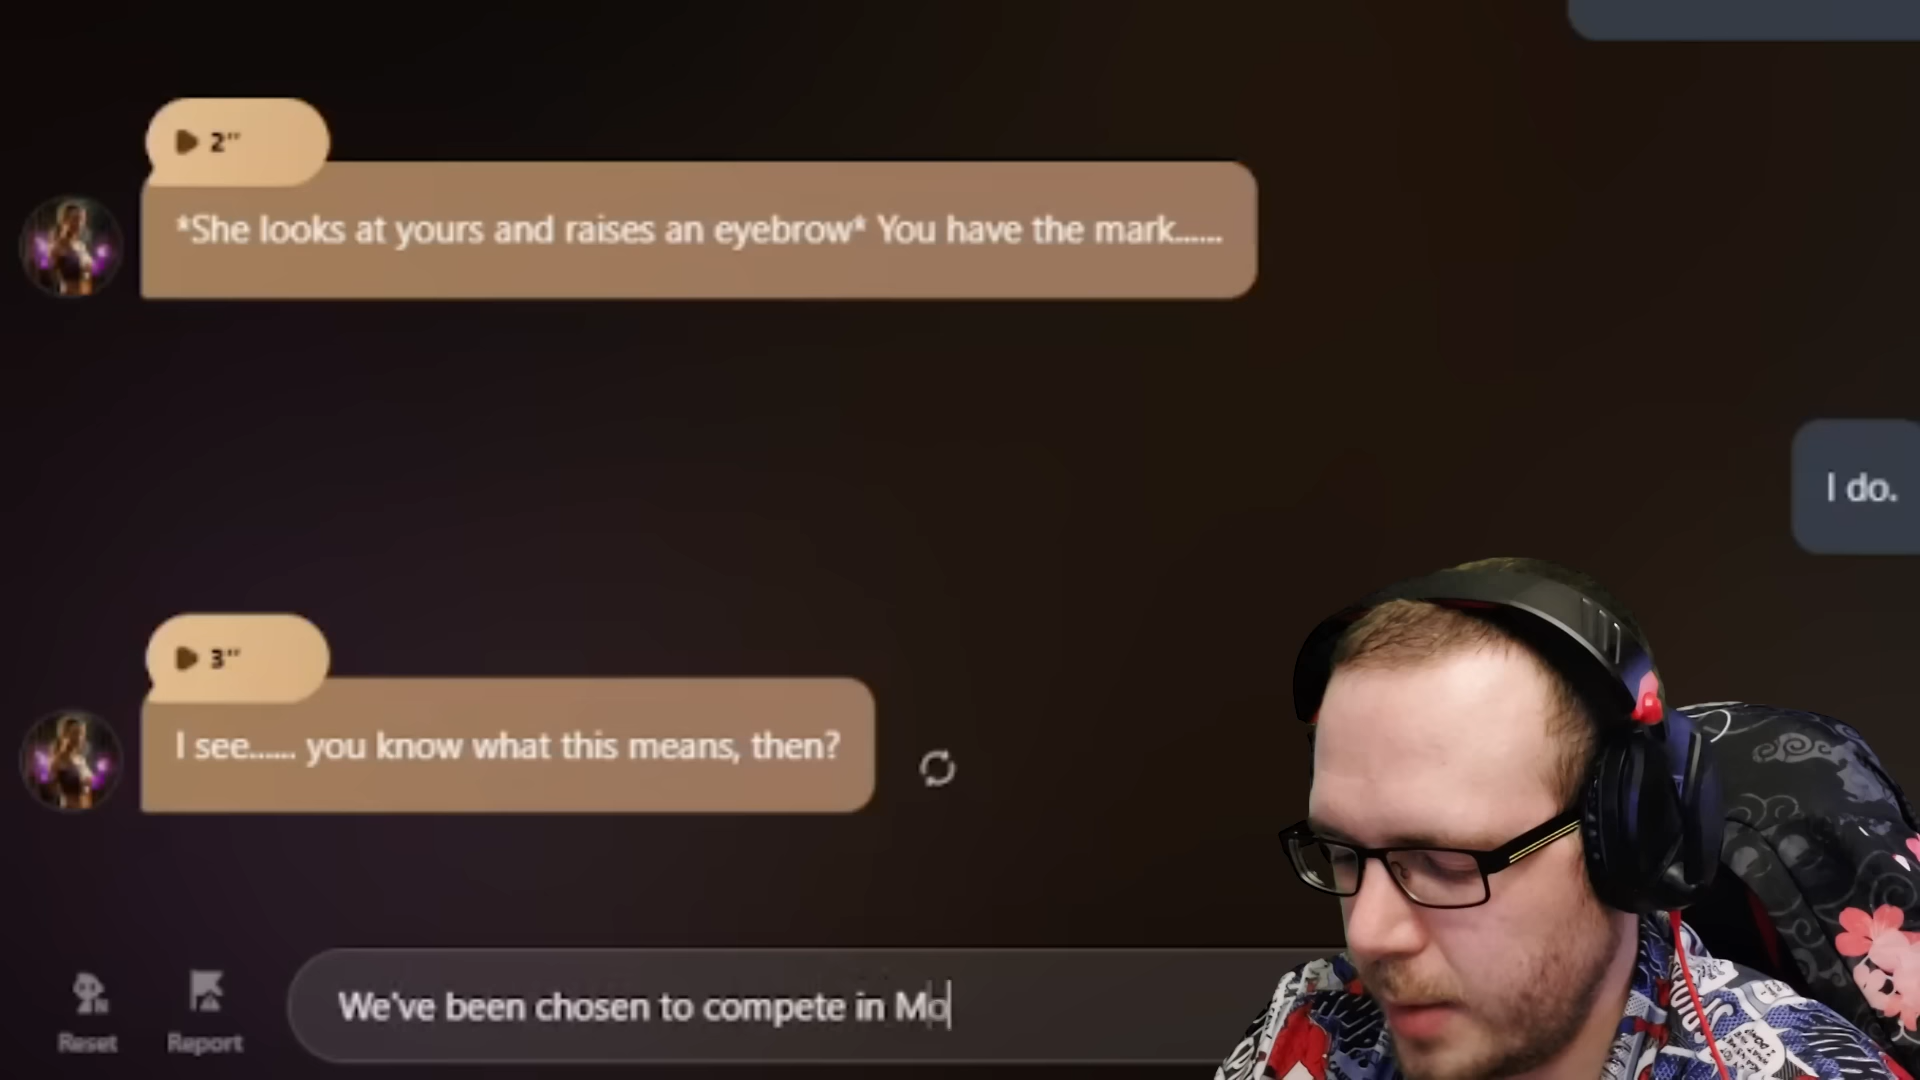 2"
*She looks at yours and raises an eyebrow* You have the mark......
I do.
3"
I see...... you know what this means, then?
We've been chosen to compete in Mo
Reset
Report